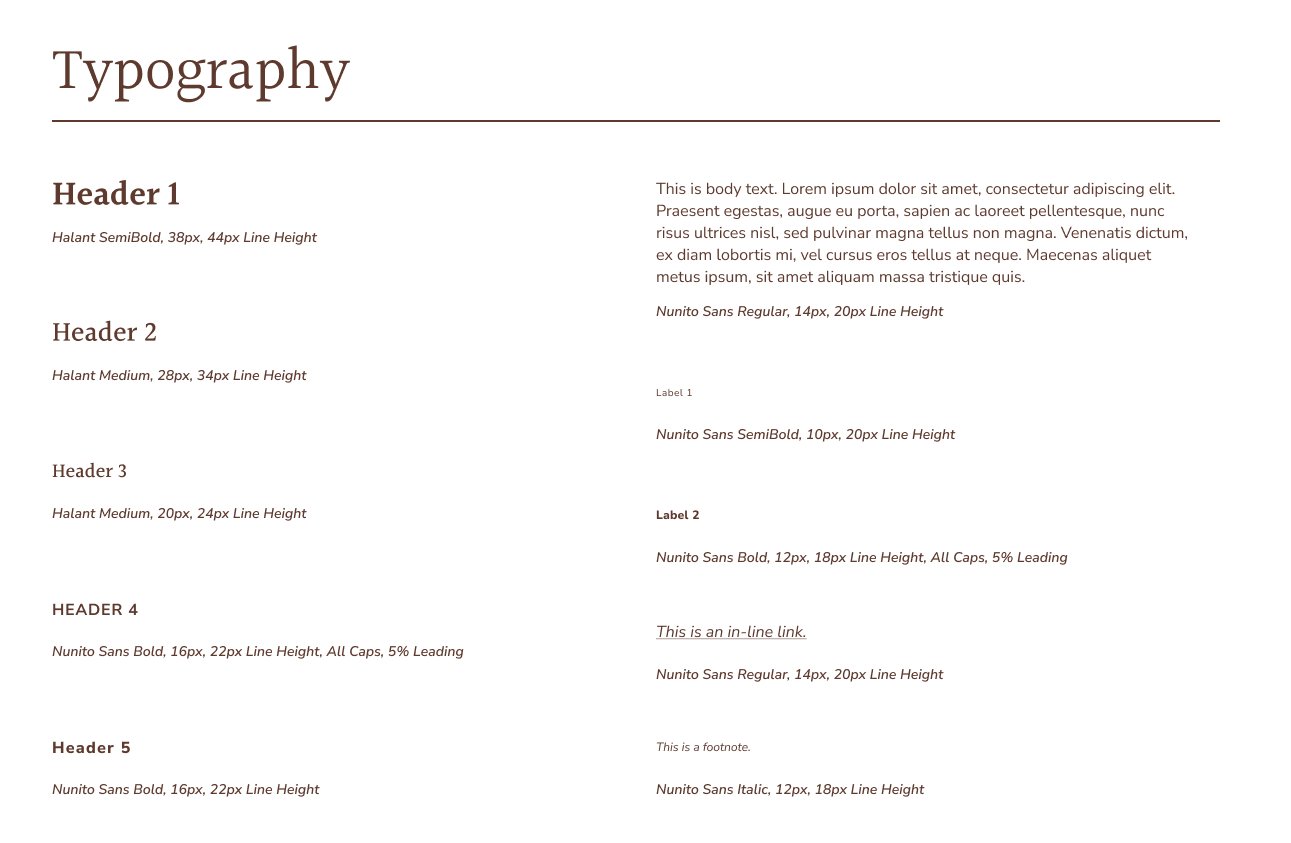 Typography
Header 1
Halant SemiBold, 38px, 44px Line Height
Header 2
Halant Medium, 28px, 34px Line Height
Header 3
Halant Medium, 20px, 24px Line Height
HEADER 4
Nunito Sans Bold, 16px, 22px Line Height, All Caps, 5% Leading
Header 5
Nunito Sans Bold, 16px, 22px Line Height
This is body text. Lorem ipsum dolor sit amet, consectetur adipiscing elit.
Praesent egestas, augue eu porta, sapien ac laoreet pellentesque, nunc
risus ultrices nisl, sed pulvinar magna tellus non magna. Venenatis dictum,
ex diam lobortis mi, vel cursus eros tellus at neque. Maecenas aliquet
metus ipsum, sit amet aliquam massa tristique quis.
Nunito Sans Regular, 14px, 20px Line Height
Label 1
Nunito Sans SemiBold, 10px, 20px Line Height
Label 2
Nunito Sans Bold, 12px, 18px Line Height, All Caps, 5% Leading
This is an in-line link.
Nunito Sans Regular, 14px, 20px Line Height
This is a footnote.
Nunito Sans Italic, 12px, 18px Line Height